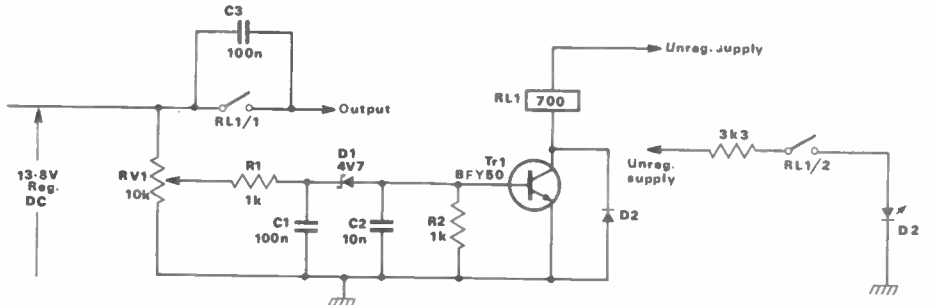 C3
100n
RL1/1
Output
Unreg. supply
RL1
700
13·8V
Reg.
DC
RV1
10k
R1
1k
D1
4V7
C1
100n
C2
10n
R2
1k
Tr1
BFY50
D2
Unreg.
supply
3k3
RL1/2
D2